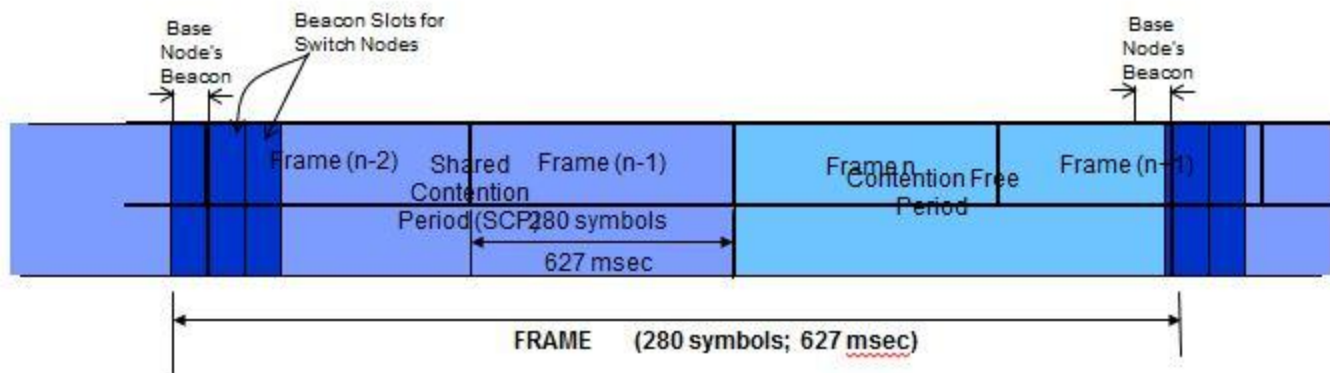 Base
Node's
Beacon
Beacon Slots for
Switch Nodes
Base
Node's
Beacon
Frame (n-2)
Shared
Contention
Period (SCP)
Frame (n-1)
280 symbols
627 msec
Frame n
Contention Free
Period
Frame (n+1)
FRAME (280 symbols; 627 msec)